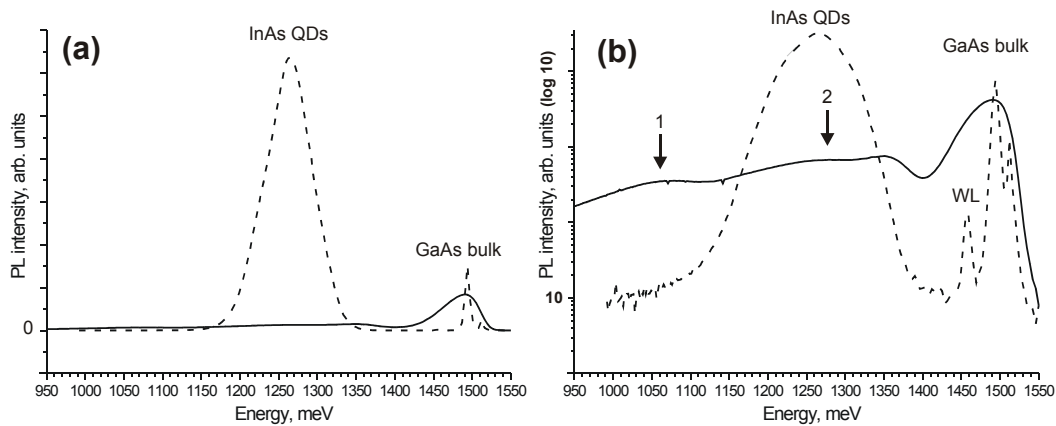 (a)
InAs QDs
GaAs bulk
PL intensity, arb. units
0
950 1000 1050 1100 1150 1200 1250 1300 1350 1400 1450 1500 1550
Energy, meV
(b)
InAs QDs
GaAs bulk
1
2
WL
PL intensity, arb. units (log 10)
10
950 1000 1050 1100 1150 1200 1250 1300 1350 1400 1450 1500 1550
Energy, meV